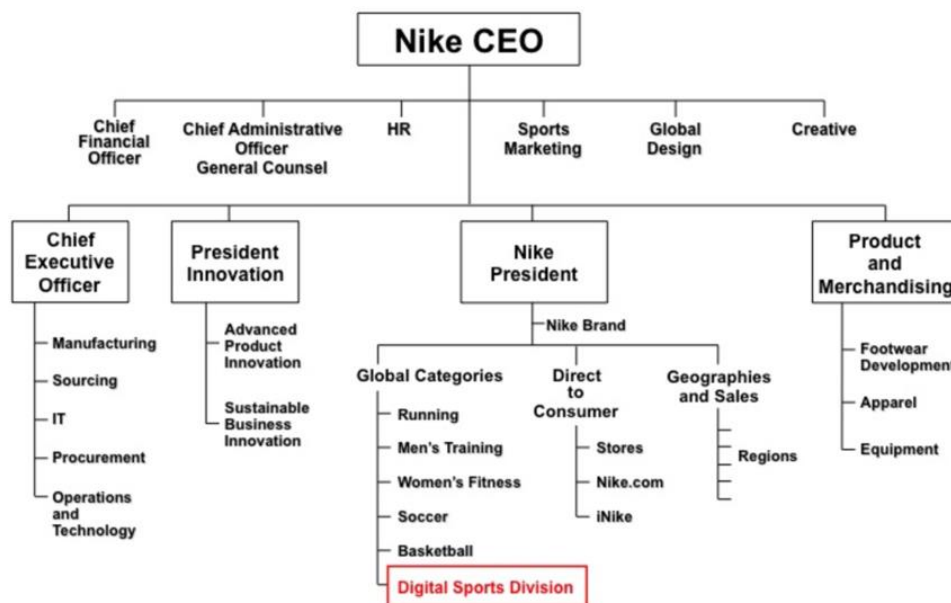 Nike CEO
Chief
Financial
Officer
Chief Administrative
Officer
General Counsel
HR
Sports
Marketing
Global
Design
Creative
Chief
Executive
Officer
Manufacturing
Sourcing
IT
Procurement
Operations
and
Technology
President
Innovation
Advanced
Product
Innovation
Sustainable
Business
Innovation
Nike
President
Nike Brand
Global Categories
Running
Men's Training
Women's Fitness
Soccer
Basketball
Digital Sports Division
Direct
to
Consumer
Stores
Nike.com
iNike
Geographies
and Sales
Regions
Product
and
Merchandising
Footwear
Development
Apparel
Equipment